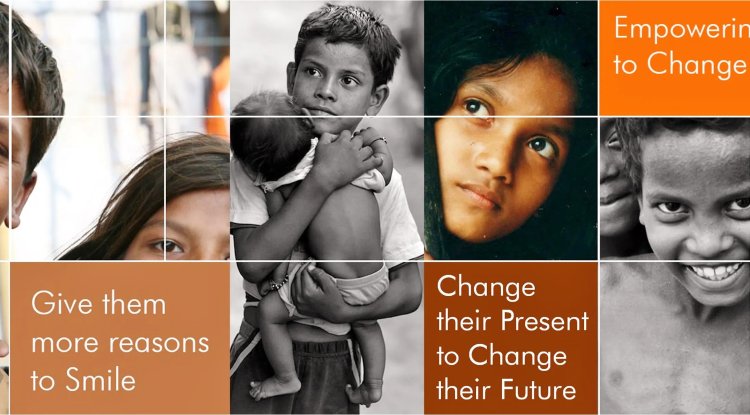 Give them
more reasons
to Smile
Change
their Present
to Change
their Future
Empowerin
to Change